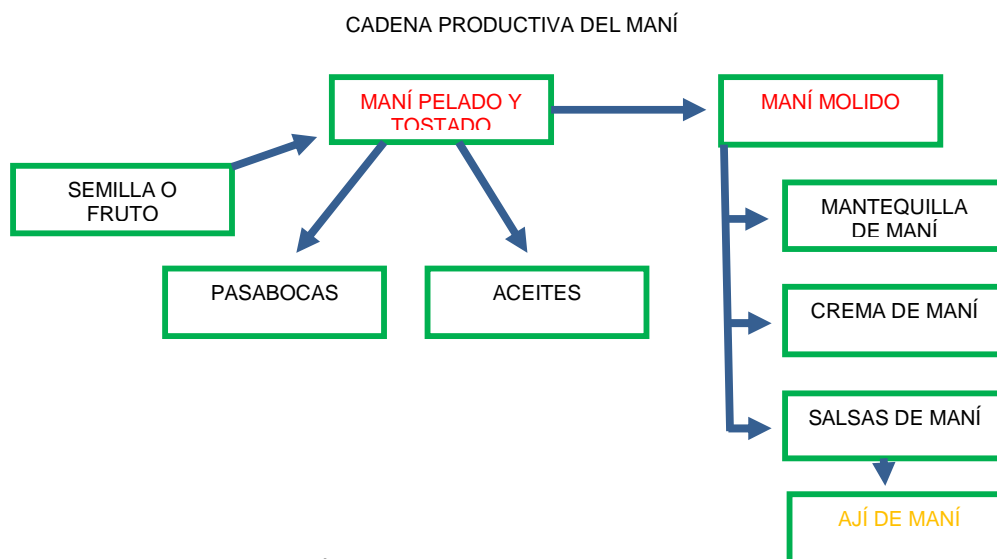 CADENA PRODUCTIVA DEL MANÍ
MANÍ PELADO Y
TOSTADO
MANÍ MOLIDO
SEMILLA O
FRUTO
MANTEQUILLA
DE MANÍ
PASABOCAS
ACEITES
CREMA DE MANÍ
SALSAS DE MANÍ
AJÍ DE MANÍ